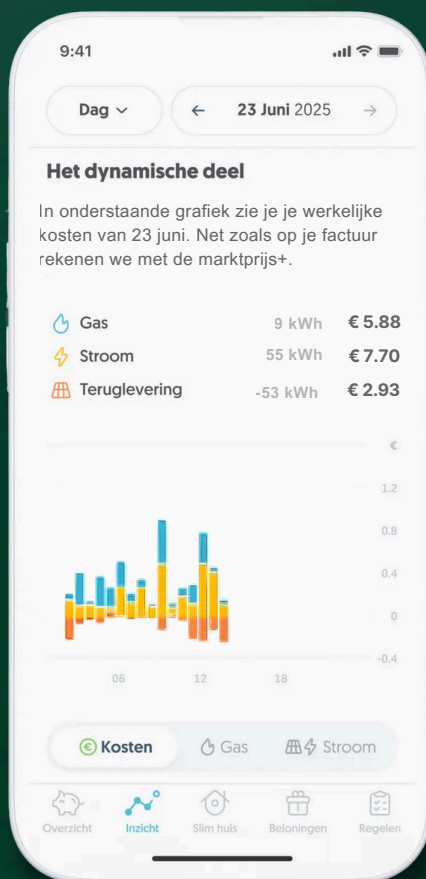 9:41
Dag
23 Juni 2025
Het dynamische deel
In onderstaande grafiek zie je je werkelijke
kosten van 23 juni. Net zoals op je factuur
rekenen we met de marktprijs+.
Gas 9 kWh € 5.88
Stroom 55 kWh € 7.70
Teruglevering -53 kWh € 2.93
€
1.2
0.8
0.4
0
-0.4
06 12 18
€ Kosten Gas Stroom
Overzicht Inzicht Slim huis Beloningen Regelen